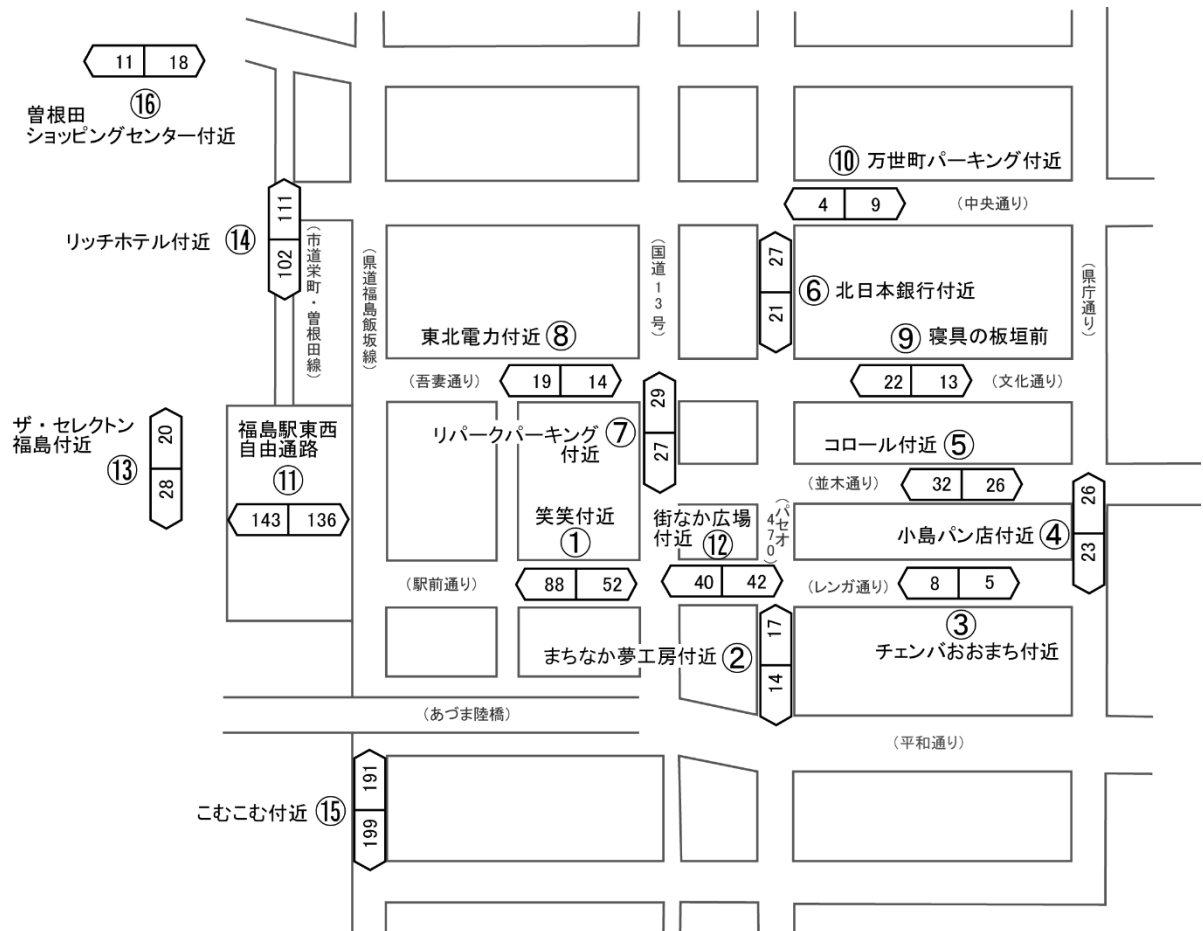 11 18
⑯
曽根田
ショッピングセンター付近
⑩ 万世町パーキング付近
4 9
(中央通り)
リッチホテル付近 ⑭
111
102
(市道栄町・曽根田線)
(県道福島飯坂線)
(国道13号)
27
21
⑥ 北日本銀行付近
(県庁通り)
東北電力付近 ⑧
⑨ 寝具の板垣前
(吾妻通り)
19 14
22 13
(文化通り)
ザ・セレクトン
福島付近
⑬
20
28
福島駅東西
自由通路
⑪
143 136
リパークパーキング ⑦
付近
29
27
コロール付近 ⑤
(並木通り)
32 26
笑笑付近
①
街なか広場
付近 ⑫
(パセオ
470)
小島パン店付近 ④
26
23
(駅前通り)
88 52
40 42
(レンガ通り)
8 5
③
チェンバおおまち付近
まちなか夢工房付近 ②
17
14
(あづま陸橋)
(平和通り)
こむこむ付近 ⑮
191
199